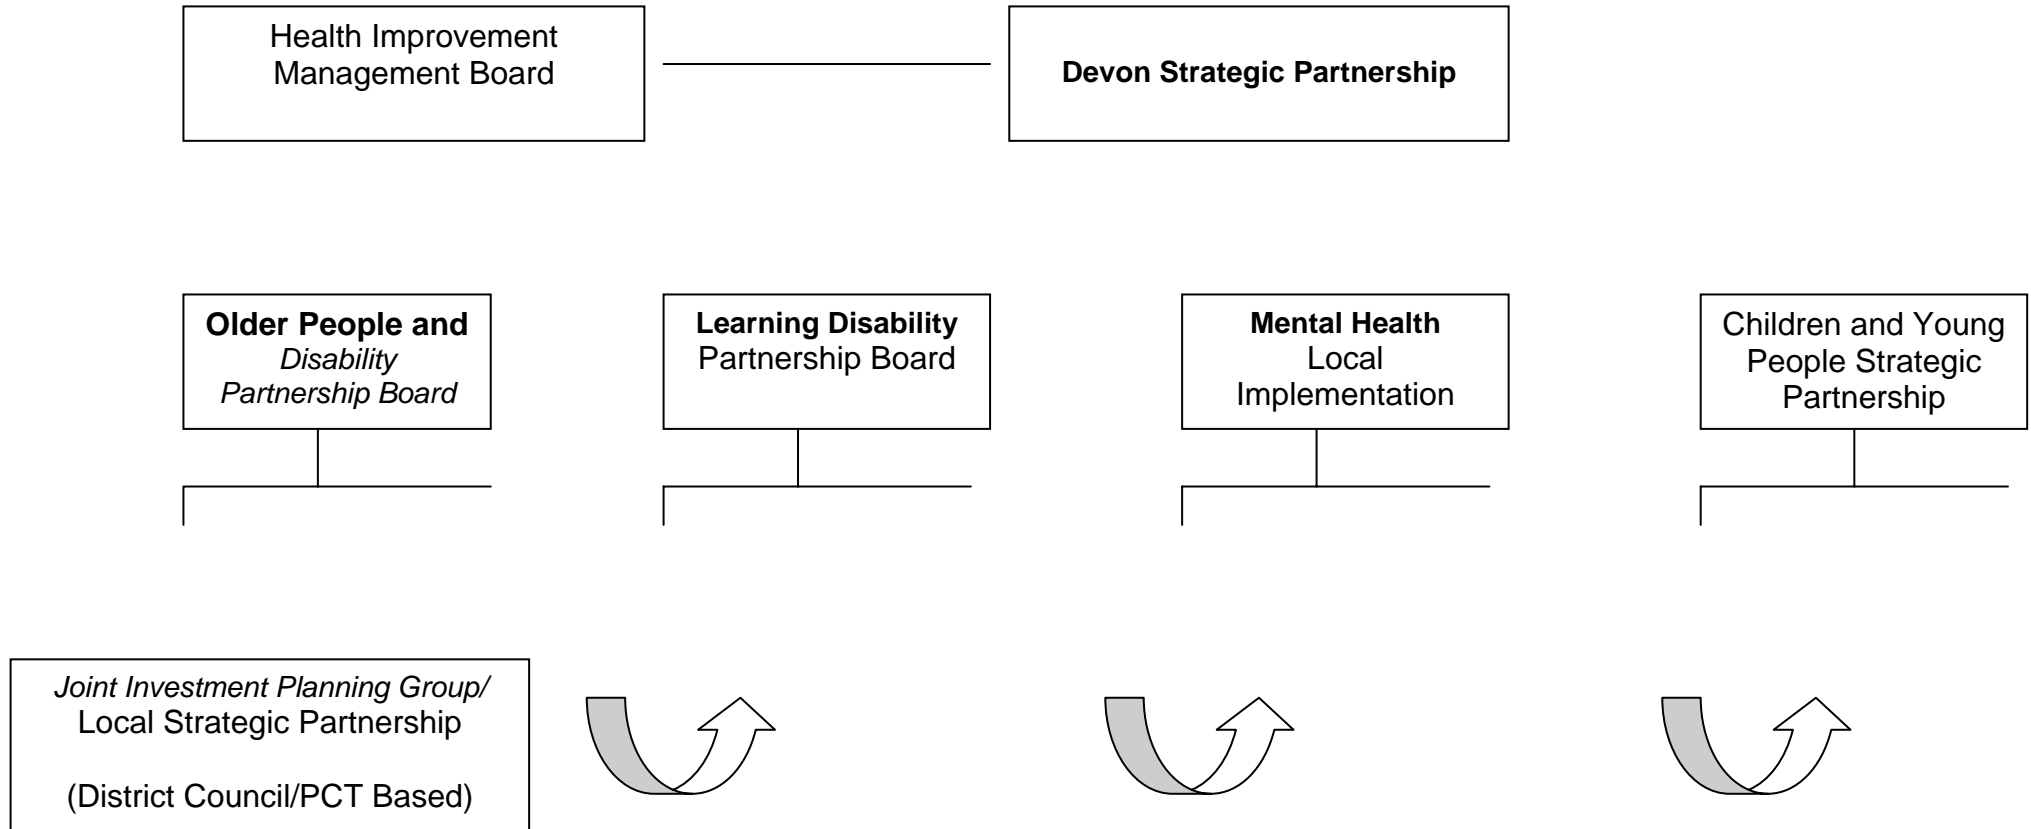 Health Improvement
Management Board
Devon Strategic Partnership
Older People and
Disability
Partnership Board
Learning Disability
Partnership Board
Mental Health
Local
Implementation
Children and Young
People Strategic
Partnership
Joint Investment Planning Group/
Local Strategic Partnership
(District Council/PCT Based)